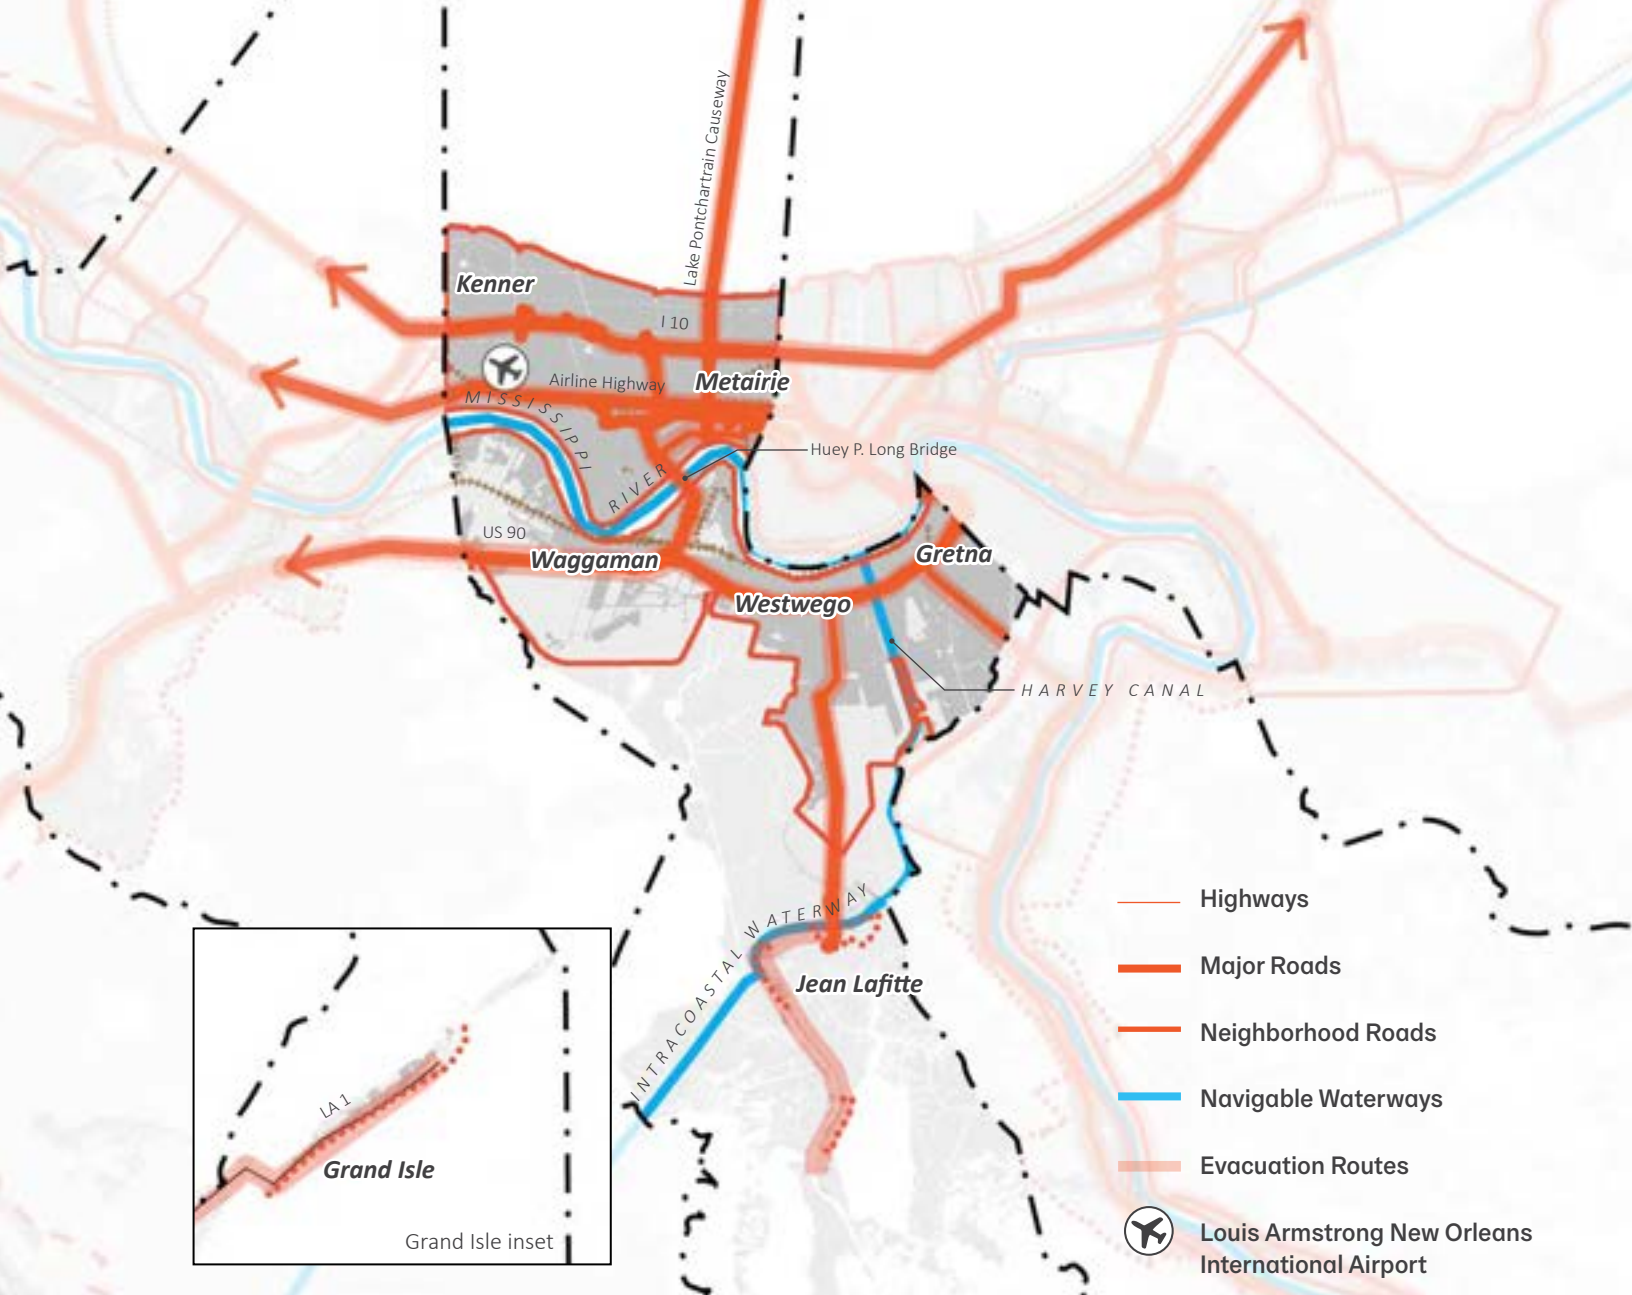 Lake Pontchartrain Causeway
Kenner
I 10
Airline Highway
Metairie
MISSISSIPPI
RIVER
Huey P. Long Bridge
US 90
Waggaman
Gretna
Westwego
HARVEY CANAL
INTRACOASTAL WATERWAY
Jean Lafitte
LA 1
Grand Isle
Grand Isle inset
Highways
Major Roads
Neighborhood Roads
Navigable Waterways
Evacuation Routes
Louis Armstrong New Orleans
International Airport